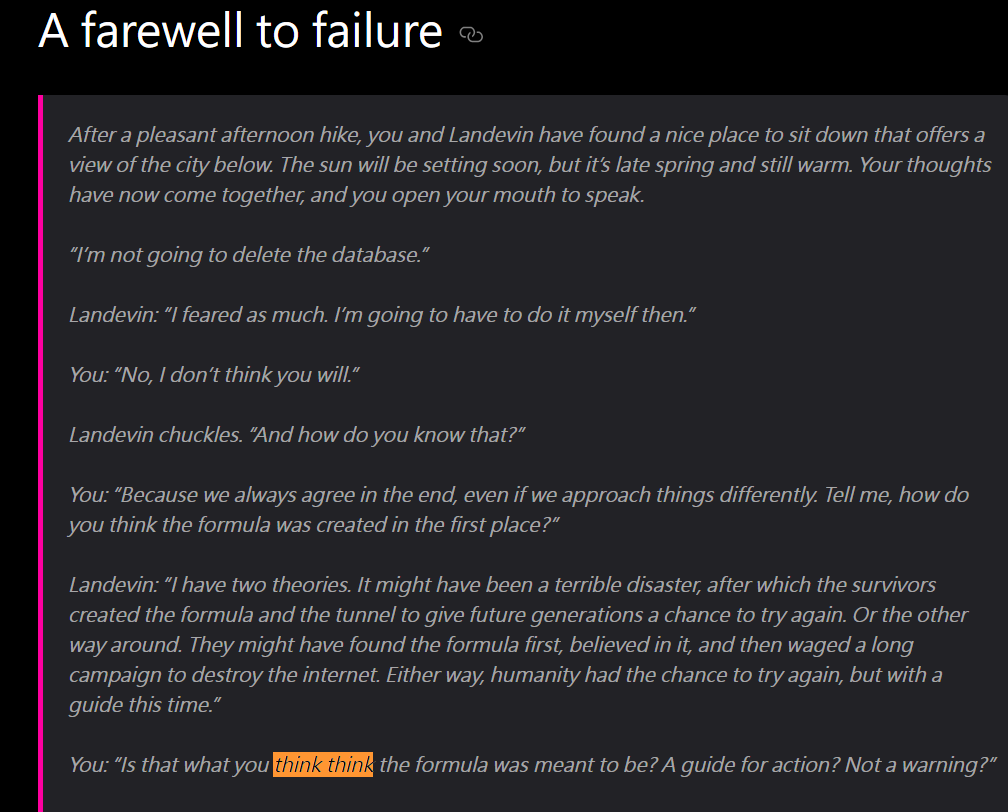 A farewell to failure
After a pleasant afternoon hike, you and Landevin have found a nice place to sit down that offers a
view of the city below. The sun will be setting soon, but it’s late spring and still warm. Your thoughts
have now come together, and you open your mouth to speak.
“I’m not going to delete the database.”
Landevin: “I feared as much. I’m going to have to do it myself then.”
You: “No, I don’t think you will.”
Landevin chuckles. “And how do you know that?”
You: “Because we always agree in the end, even if we approach things differently. Tell me, how do
you think the formula was created in the first place?”
Landevin: “I have two theories. It might have been a terrible disaster, after which the survivors
created the formula and the tunnel to give future generations a chance to try again. Or the other
way around. They might have found the formula first, believed in it, and then waged a long
campaign to destroy the internet. Either way, humanity had the chance to try again, but with a
guide this time.”
You: “Is that what you think think the formula was meant to be? A guide for action? Not a warning?”